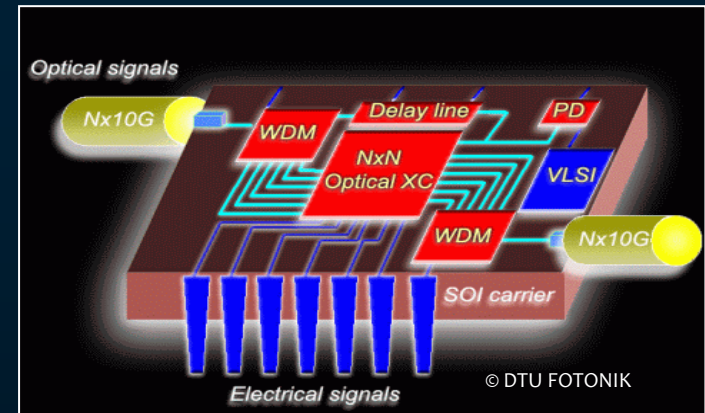 Optical signals
Nx10G
WDM
Delay line
PD
NxN
Optical XC
VLSI
WDM
Nx10G
SOI carrier
Electrical signals
© DTU FOTONIK